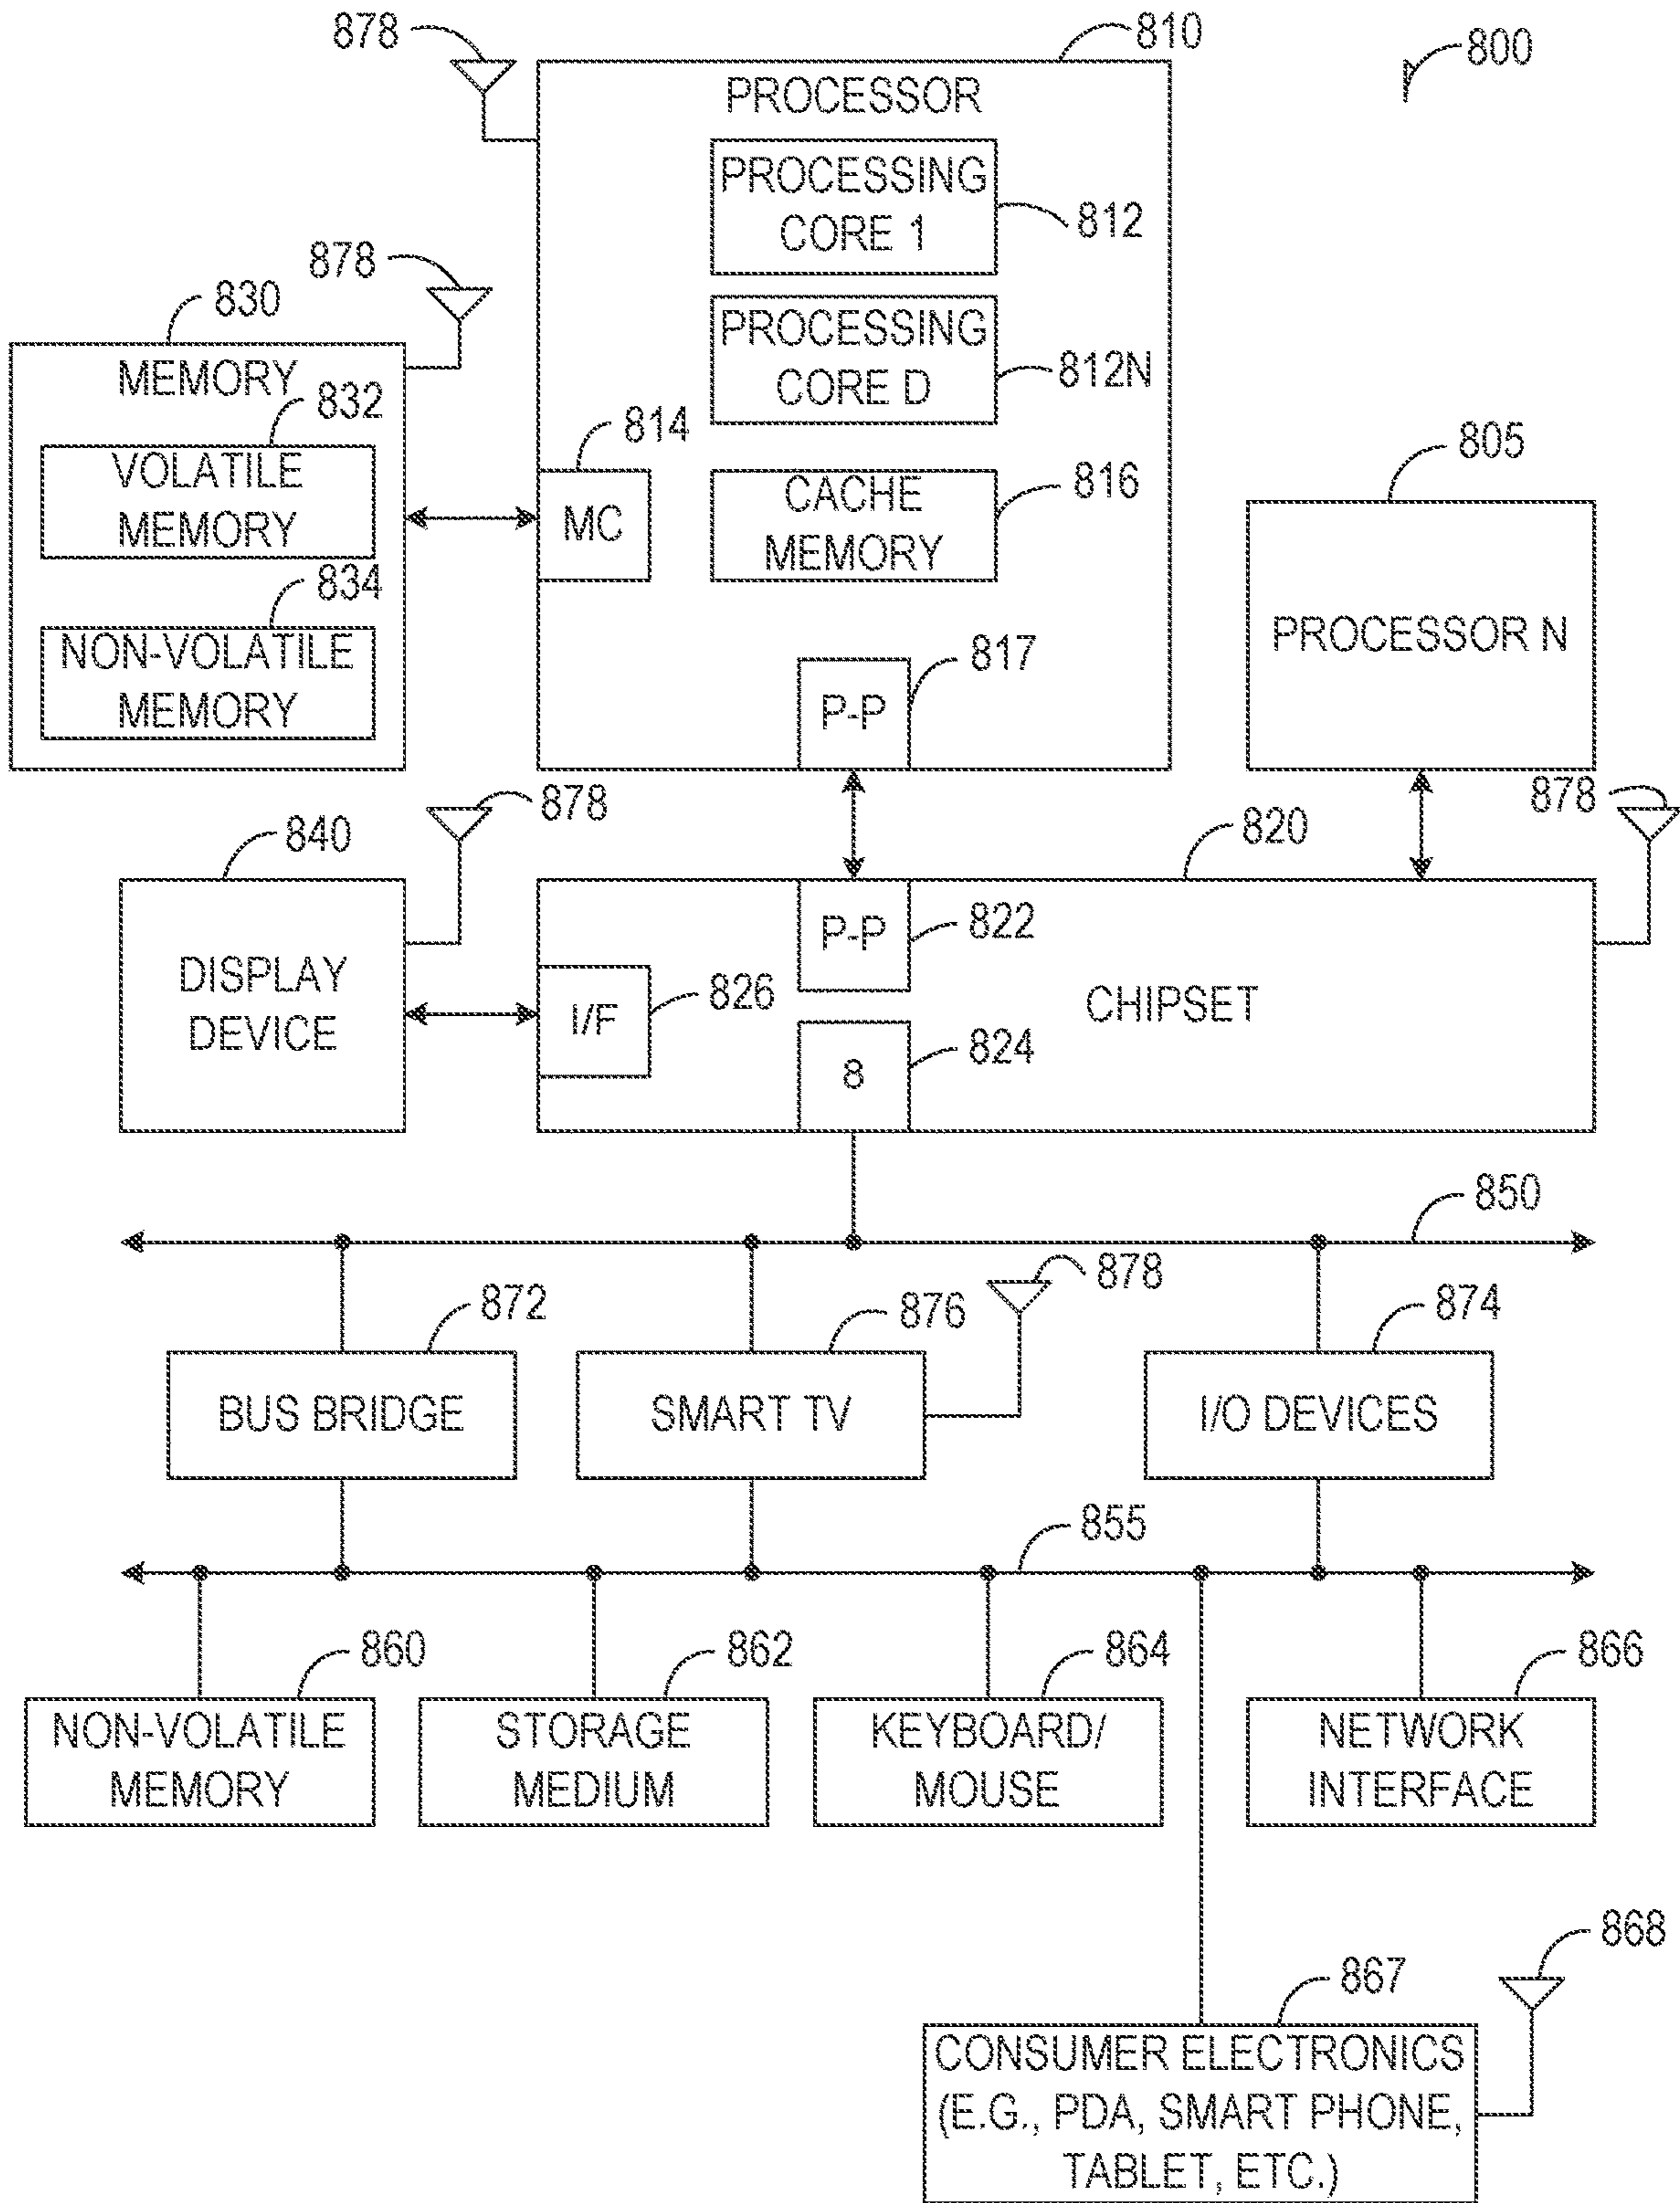 878
810
800
PROCESSOR
PROCESSING
CORE 1
812
878
830
PROCESSING
CORE D
812N
MEMORY
832
VOLATILE
MEMORY
834
NON-VOLATILE
MEMORY
814
MC
CACHE
MEMORY
816
805
PROCESSOR N
817
P-P
878
840
820
878
DISPLAY
DEVICE
P-P
822
I/F
826
CHIPSET
8
824
850
872
876
878
874
BUS BRIDGE
SMART TV
I/O DEVICES
855
860
862
864
866
NON-VOLATILE
MEMORY
STORAGE
MEDIUM
KEYBOARD/
MOUSE
NETWORK
INTERFACE
868
867
CONSUMER ELECTRONICS
(E.G., PDA, SMART PHONE,
TABLET, ETC.)